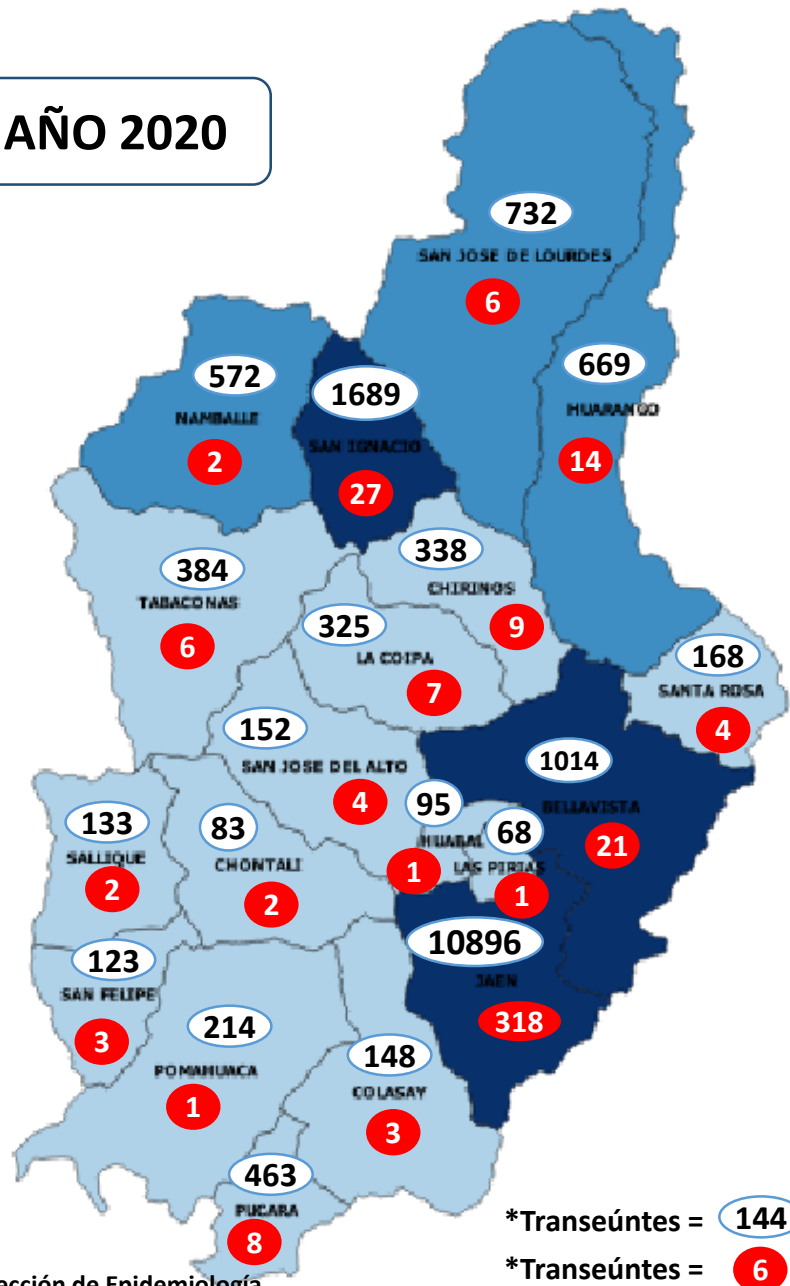 AÑO 2020
732
SAN JOSE DE LOURDES
6
669
HUARANGO
14
572
NAMBALLE
2
1689
SAN IGNACIO
27
384
TABACONAS
6
338
CHIRINOS
9
325
LA COIPA
7
168
SANTA ROSA
4
152
SAN JOSE DEL ALTO
4
1014
BELLAVISTA
21
95
HUABAL
1
68
LAS PIRIAS
1
133
SALLIQUE
2
83
CHONTALI
2
10896
JAEN
318
123
SAN FELIPE
3
214
POMAHUACA
1
148
COLASAY
3
463
PUCARA
8
*Transeúntes = 144
*Transeúntes = 6
ección de Epidemiología